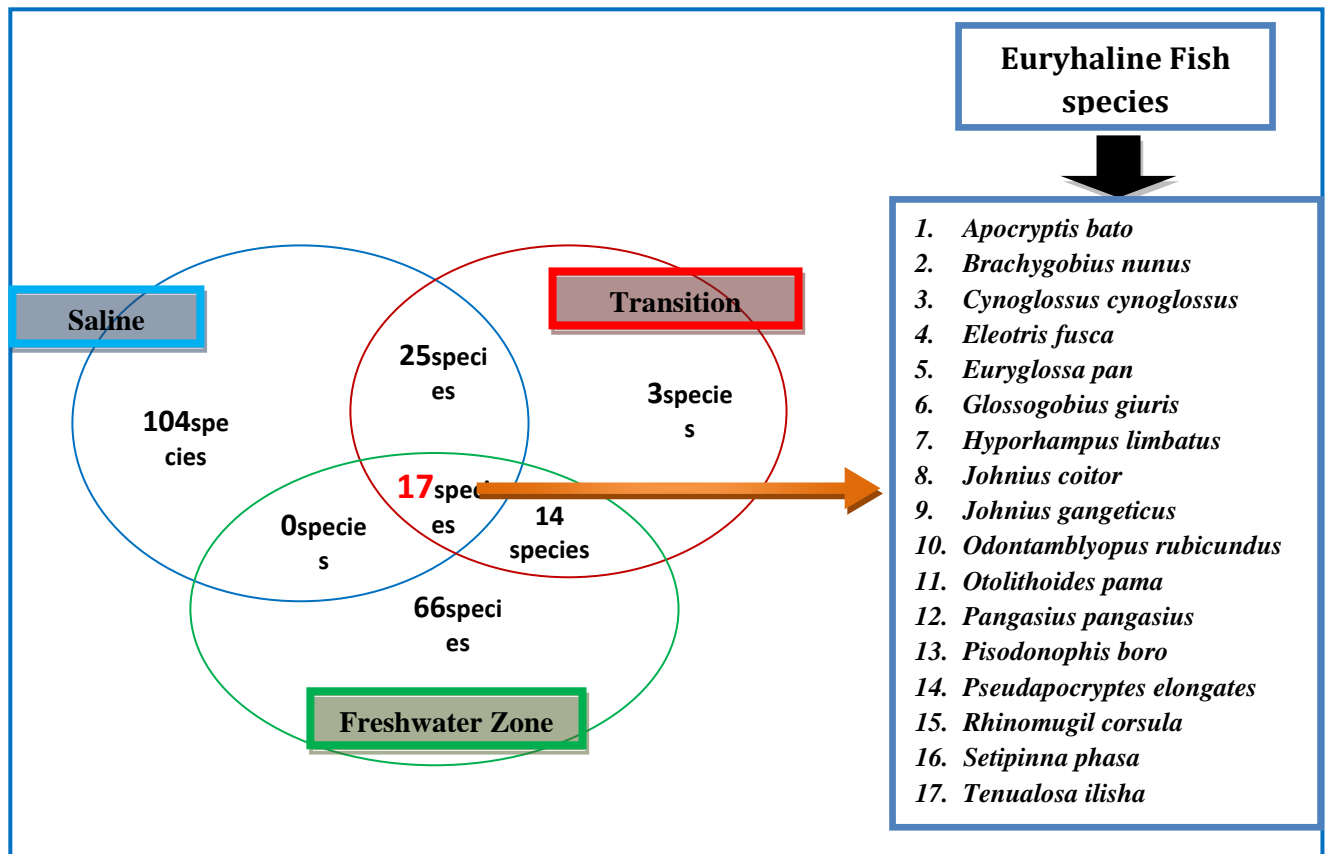 Euryhaline Fish
species
Saline
Transition
25speci
es
3specie
s
104spe
cies
17speci
es
0specie
s
14
species
66speci
es
Freshwater Zone
1. Apocryptis bato
2. Brachygobius nunus
3. Cynoglossus cynoglossus
4. Eleotris fusca
5. Euryglossa pan
6. Glossogobius giuris
7. Hyporhampus limbatus
8. Johnius coitor
9. Johnius gangeticus
10. Odontamblyopus rubicundus
11. Otolithoides pama
12. Pangasius pangasius
13. Pisodonophis boro
14. Pseudapocryptes elongates
15. Rhinomugil corsula
16. Setipinna phasa
17. Tenualosa ilisha